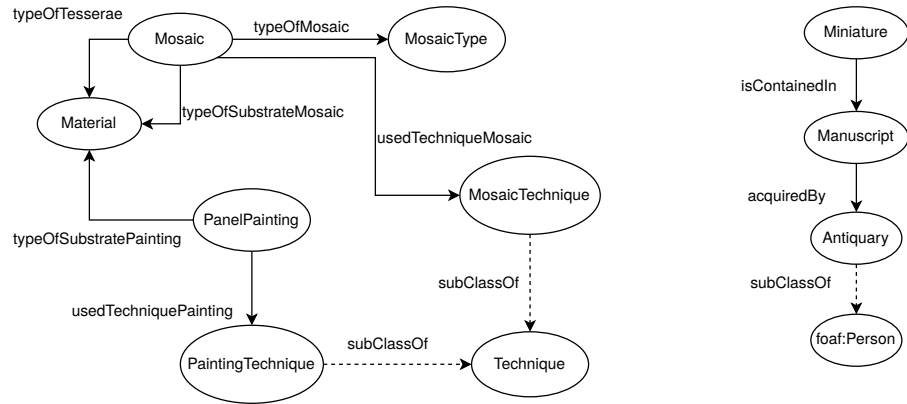 typeOfTesserae
Mosaic
typeOfMosaic
MosaicType
Miniature
isContainedIn
Material
typeOfSubstrateMosaic
usedTechniqueMosaic
Manuscript
MosaicTechnique
acquiredBy
PanelPainting
typeOfSubstratePainting
Antiquary
subClassOf
subClassOf
usedTechniquePainting
PaintingTechnique
subClassOf
Technique
foaf:Person